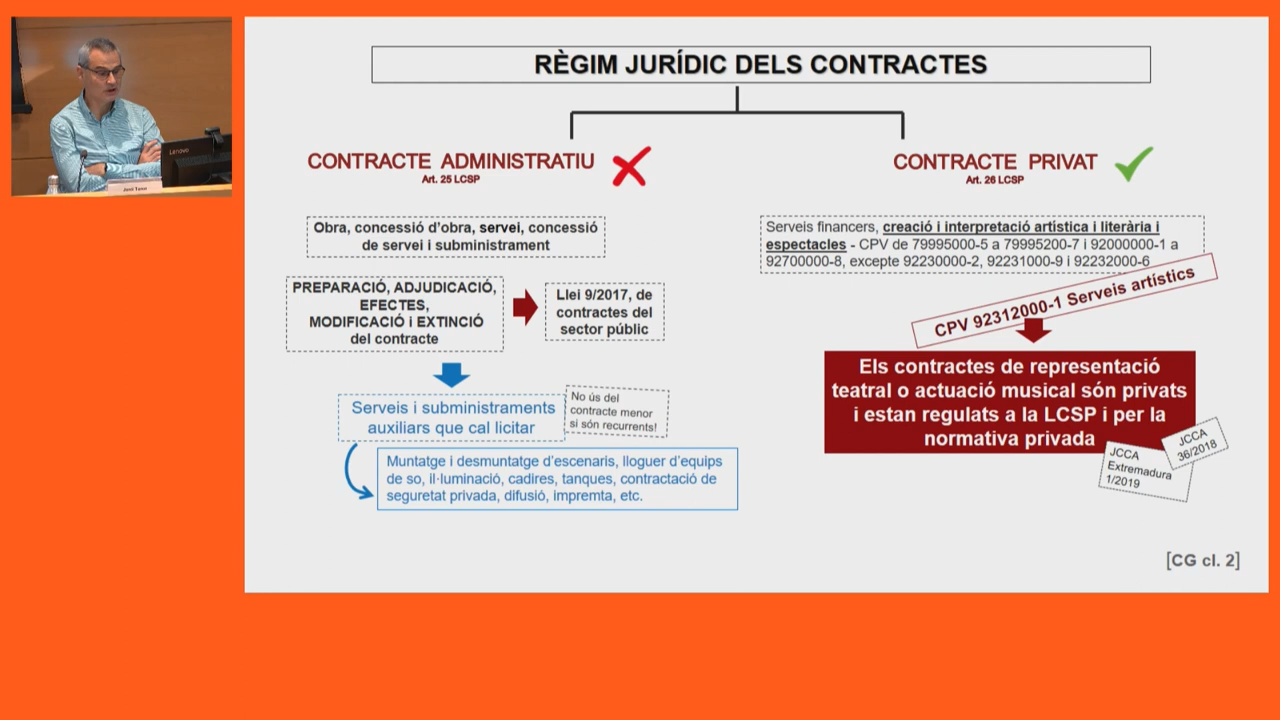 RÈGIM JURÍDIC DELS CONTRACTES
CONTRACTE ADMINISTRATIU
Art. 25 LCSP
Obra, concessió d'obra, servei, concessió
de servei i subministrament
PREPARACIÓ, ADJUDICACIÓ,
EFECTES,
MODIFICACIÓ i EXTINCIÓ
del contracte
Llei 9/2017, de
contractes del
sector públic
Serveis i subministraments
auxiliars que cal licitar
No ús del
contracte menor
si són recurrents!
Muntatge i desmuntatge d'escenaris, lloguer d'equips
de so, il·luminació, cadires, tanques, contractació de
seguretat privada, difusió, impremta, etc.
CONTRACTE PRIVAT
Art. 26 LCSP
Serveis financers, creació i interpretació artística i literària i
espectacles - CPV de 79995000-5 a 79995200-7 i 92000000-1 a
92700000-8, excepte 92230000-2, 92231000-9 i 92232000-6
CPV 92312000-1 Serveis artístics
Els contractes de representació
teatral o actuació musical són privats
i estan regulats a la LCSP i per la
normativa privada
JCCA
36/2018
JCCA
Extremadura
1/2019
[CG cl. 2]
Lenovo